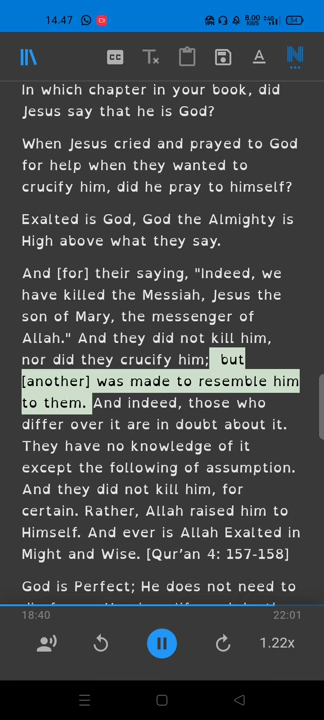 14.47
8,00
KB/S
54
CC
In which chapter in your book, did
Jesus say that he is God?
When Jesus cried and prayed to God
for help when they wanted to
crucify him, did he pray to himself?
Exalted is God, God the Almighty is
High above what they say.
And [for] their saying, "Indeed, we
have killed the Messiah, Jesus the
son of Mary, the messenger of
Allah." And they did not kill him,
nor did they crucify him; but
[another] was made to resemble him
to them. And indeed, those who
differ over it are in doubt about it.
They have no knowledge of it
except the following of assumption.
And they did not kill him, for
certain. Rather, Allah raised him to
Himself. And ever is Allah Exalted in
Might and Wise. [Qur'an 4: 157-158]
God is Perfect; He does not need to
18:40
22:01
1.22x